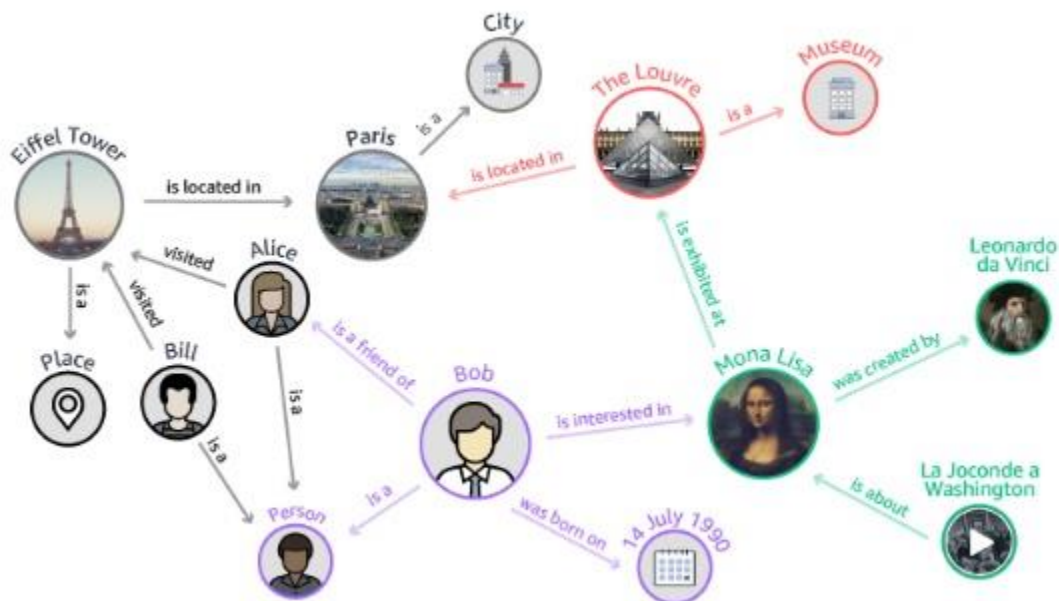 City
Museum
The Louvre
is a
is a
Paris
Eiffel Tower
is located in
is located in
Alice
visited
visited
is exhibited at
Leonardo
da Vinci
is a
Place
Bill
is a friend of
Bob
Mona Lisa
was created by
is a
is interested in
is a
La Joconde a
Washington
is about
Person
is a
was born on
14 July 1990